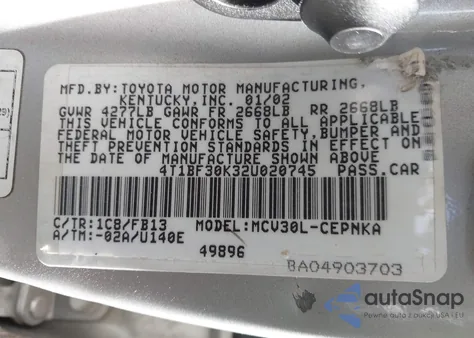 MFD.BY:TOYOTA MOTOR MANUFACTURING,
KENTUCKY,INC. 01/02
GVWR 4277LB GAWR FR 2668LB RR 2668LB
THIS VEHICLE CONFORMS TO ALL APPLICABLE
FEDERAL MOTOR VEHICLE SAFETY,BUMPER AND
THEFT PREVENTION STANDARDS IN EFFECT ON
THE DATE OF MANUFACTURE SHOWN ABOVE
4T1BF30K32U020745 PASS.CAR
C/TR:1C8/FB13 MODEL:MCV30L-CEPNKA
A/TM:-02A/U140E
49896
BA04903703
autoSnap